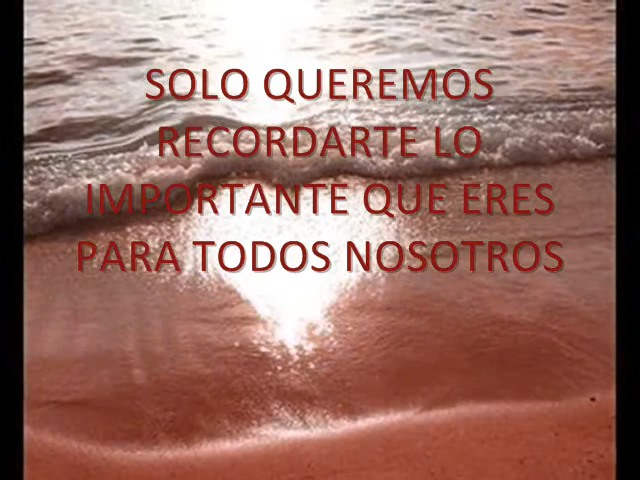 SOLO QUEREMOS
RECORDARTE LO
IMPORTANTE QUE ERES
PARA TODOS NOSOTROS